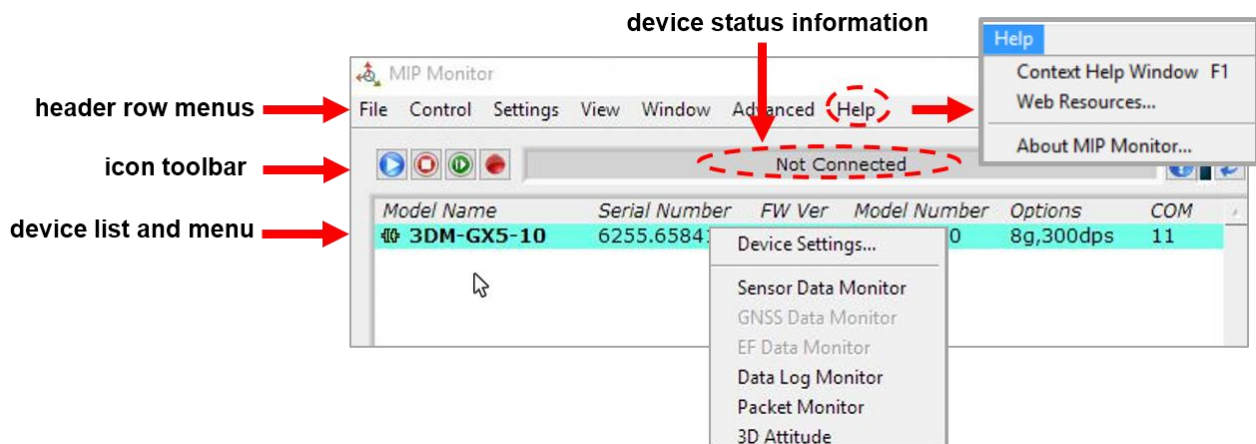 device status information
Help
Context Help Window F1
Web Resources...
About MIP Monitor...
MIP Monitor
header row menus
File Control Settings View Window Advanced Help
icon toolbar
Not Connected
Model Name Serial Number FW Ver Model Number Options COM
device list and menu
3DM-GX5-10 6255.6584 0 8g,300dps 11
Device Settings...
Sensor Data Monitor
GNSS Data Monitor
EF Data Monitor
Data Log Monitor
Packet Monitor
3D Attitude